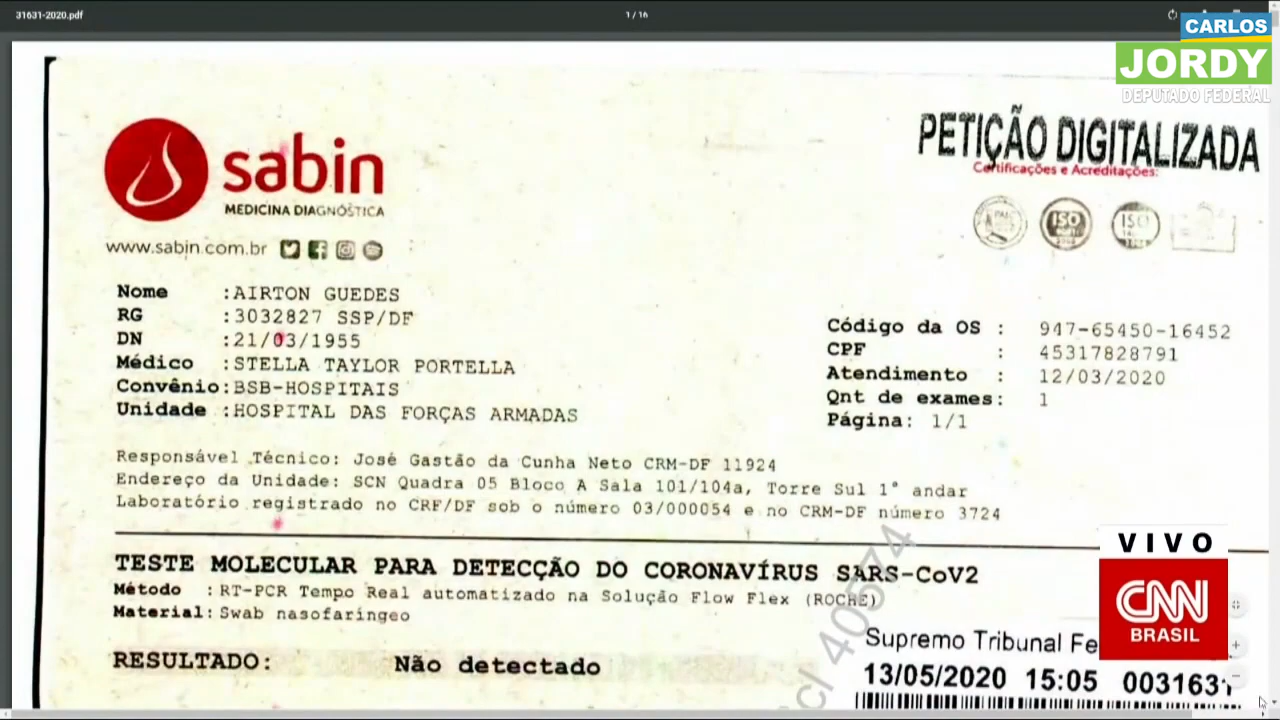 31631-2020.pdf
1 / 16
CARLOS
JORDY
DEPUTADO FEDERAL
PETIÇÃO DIGITALIZADA
Certificações e Acreditações:
sabin
MEDICINA DIAGNÓSTICA
www.sabin.com.br
ISO
ISO
Nome :AIRTON GUEDES
RG :3032827 SSP/DF
DN :21/03/1955
Médico :STELLA TAYLOR PORTELLA
Convênio:BSB-HOSPITAIS
Unidade :HOSPITAL DAS FORÇAS ARMADAS
Código da OS : 947-65450-16452
CPF : 45317828791
Atendimento : 12/03/2020
Qnt de exames: 1
Página: 1/1
Responsável Técnico: José Gastão da Cunha Neto CRM-DF 11924
Endereço da Unidade: SCN Quadra 05 Bloco A Sala 101/104a, Torre Sul 1° andar
Laboratório registrado no CRF/DF sob o número 03/000054 e no CRM-DF número 3724
TESTE MOLECULAR PARA DETECÇÃO DO CORONAVÍRUS SARS-CoV2
Método :RT-PCR Tempo Real automatizado na Solução Flow Flex (ROCHE)
Material:Swab nasofaríngeo
RESULTADO: Não detectado
Supremo Tribunal Fe
13/05/2020 15:05 0031631
VIVO
CNN
BRASIL